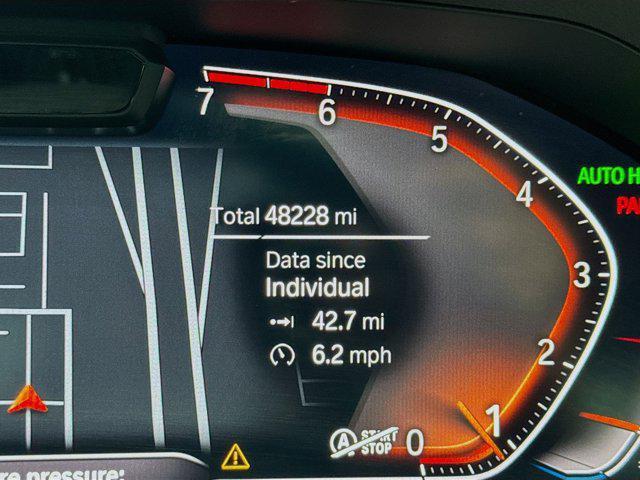 7
6
5
4
3
2
1
0
AUTO H
PA
Total 48228 mi
Data since
Individual
42.7 mi
6.2 mph
A START
STOP
re pressure: